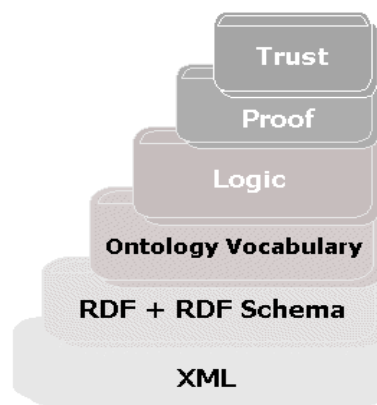 Trust
Proof
Logic
Ontology Vocabulary
RDF + RDF Schema
XML